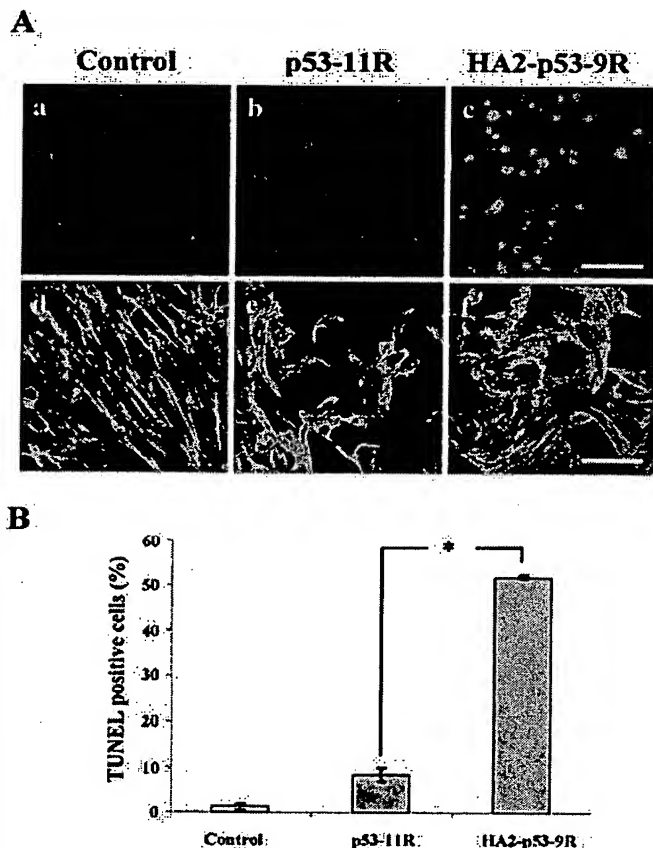 A
Control p53-11R HA2-p53-9R
a b c
d e f
B
TUNEL positive cells (%)
60
50
40
30
20
10
0
*
Control p53-11R HA2-p53-9R